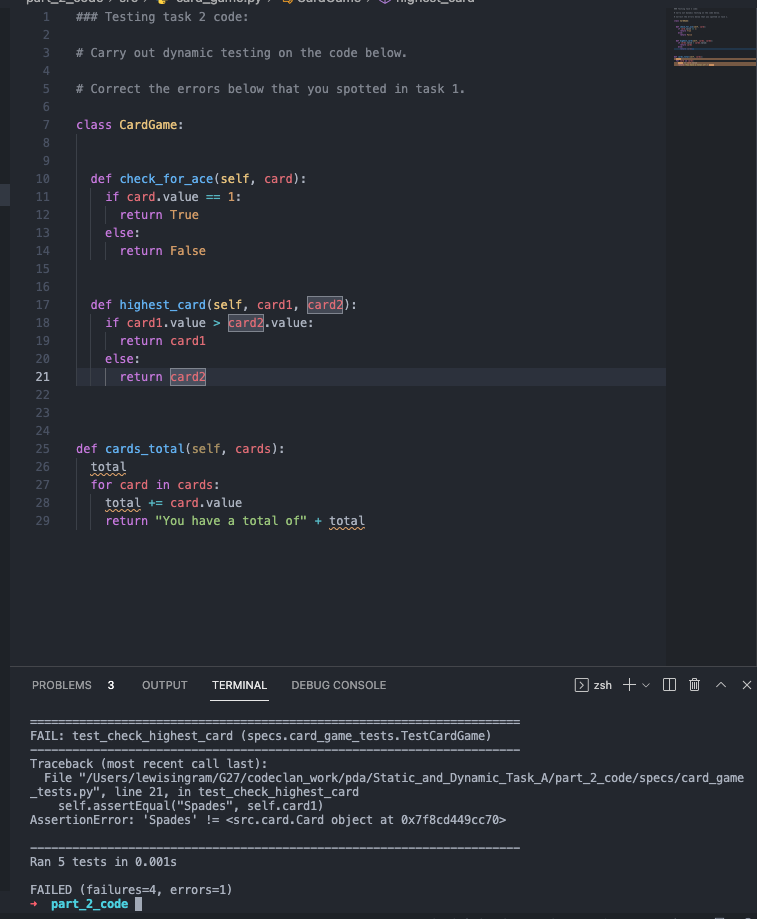 part_2_code > src > card_game.py > CardGame > highest_card
1 ### Testing task 2 code:
2
3 # Carry out dynamic testing on the code below.
4
5 # Correct the errors below that you spotted in task 1.
6
7 class CardGame:
8
9
10 def check_for_ace(self, card):
11 if card.value == 1:
12 return True
13 else:
14 return False
15
16
17 def highest_card(self, card1, card2):
18 if card1.value > card2.value:
19 return card1
20 else:
21 return card2
22
23
24
25 def cards_total(self, cards):
26 total
27 for card in cards:
28 total += card.value
29 return "You have a total of" + total
PROBLEMS 3 OUTPUT TERMINAL DEBUG CONSOLE zsh
======================================================================
FAIL: test_check_highest_card (specs.card_game_tests.TestCardGame)
----------------------------------------------------------------------
Traceback (most recent call last):
File "/Users/lewisingram/G27/codeclan_work/pda/Static_and_Dynamic_Task_A/part_2_code/specs/card_game
_tests.py", line 21, in test_check_highest_card
self.assertEqual("Spades", self.card1)
AssertionError: 'Spades' != <src.card.Card object at 0x7f8cd449cc70>
----------------------------------------------------------------------
Ran 5 tests in 0.001s
FAILED (failures=4, errors=1)
➜ part_2_code